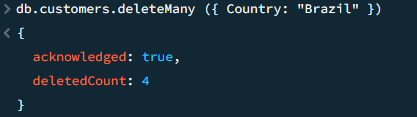 > db.customers.deleteMany ({ Country: "Brazil" })
< {
acknowledged: true,
deletedCount: 4
}